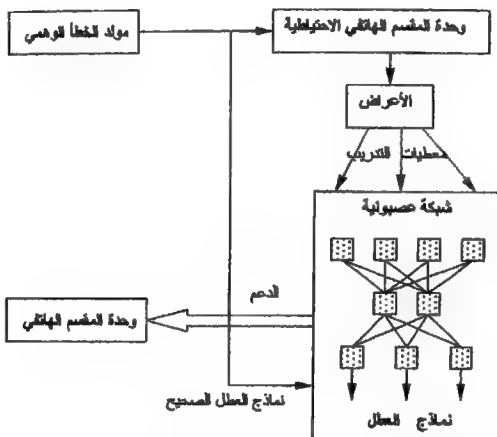 مولد الخطأ الوهمي
وحدة المقسم الهاتفي الاحتياطية
الأعراض
معطيات التدريب
شبكة عصبونية
الدعم
وحدة المقسم الهاتفي
نماذج العطل الصحيح
نماذج العطل